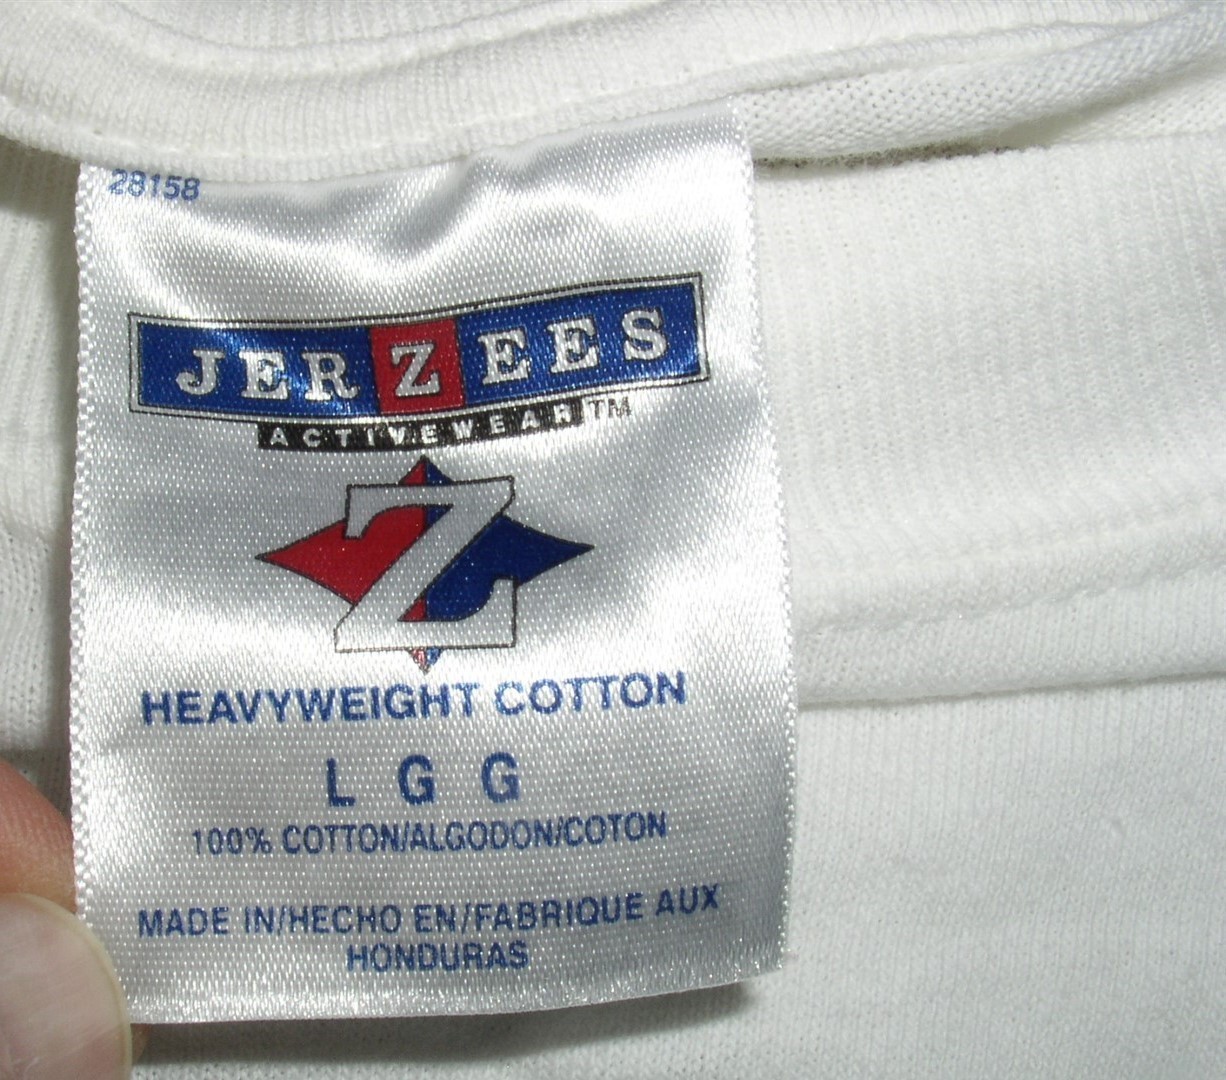 28158
JERZEES
ACTIVEWEAR™
Z
HEAVYWEIGHT COTTON
L G G
100% COTTON/ALGODON/COTON
MADE IN/HECHO EN/FABRIQUE AUX
HONDURAS